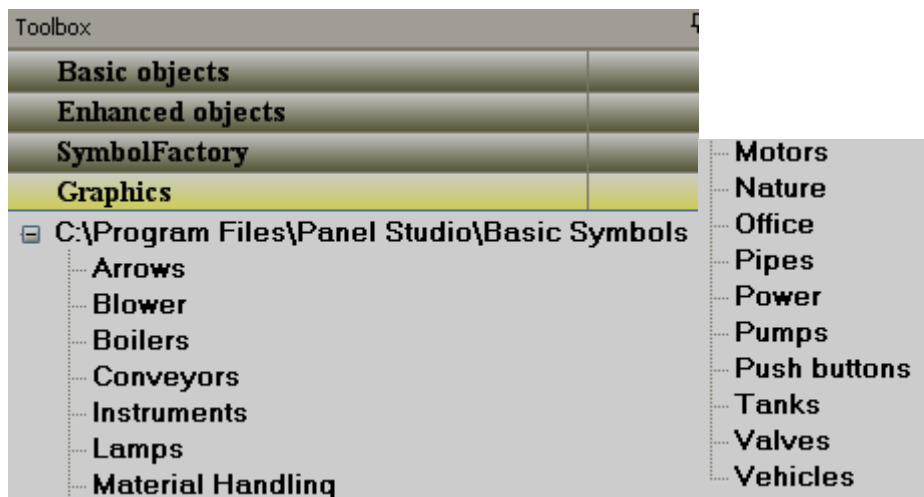 Toolbox
Basic objects
Enhanced objects
SymbolFactory
Graphics
C:\Program Files\Panel Studio\Basic Symbols
Arrows
Blower
Boilers
Conveyors
Instruments
Lamps
Material Handling
Motors
Nature
Office
Pipes
Power
Pumps
Push buttons
Tanks
Valves
Vehicles